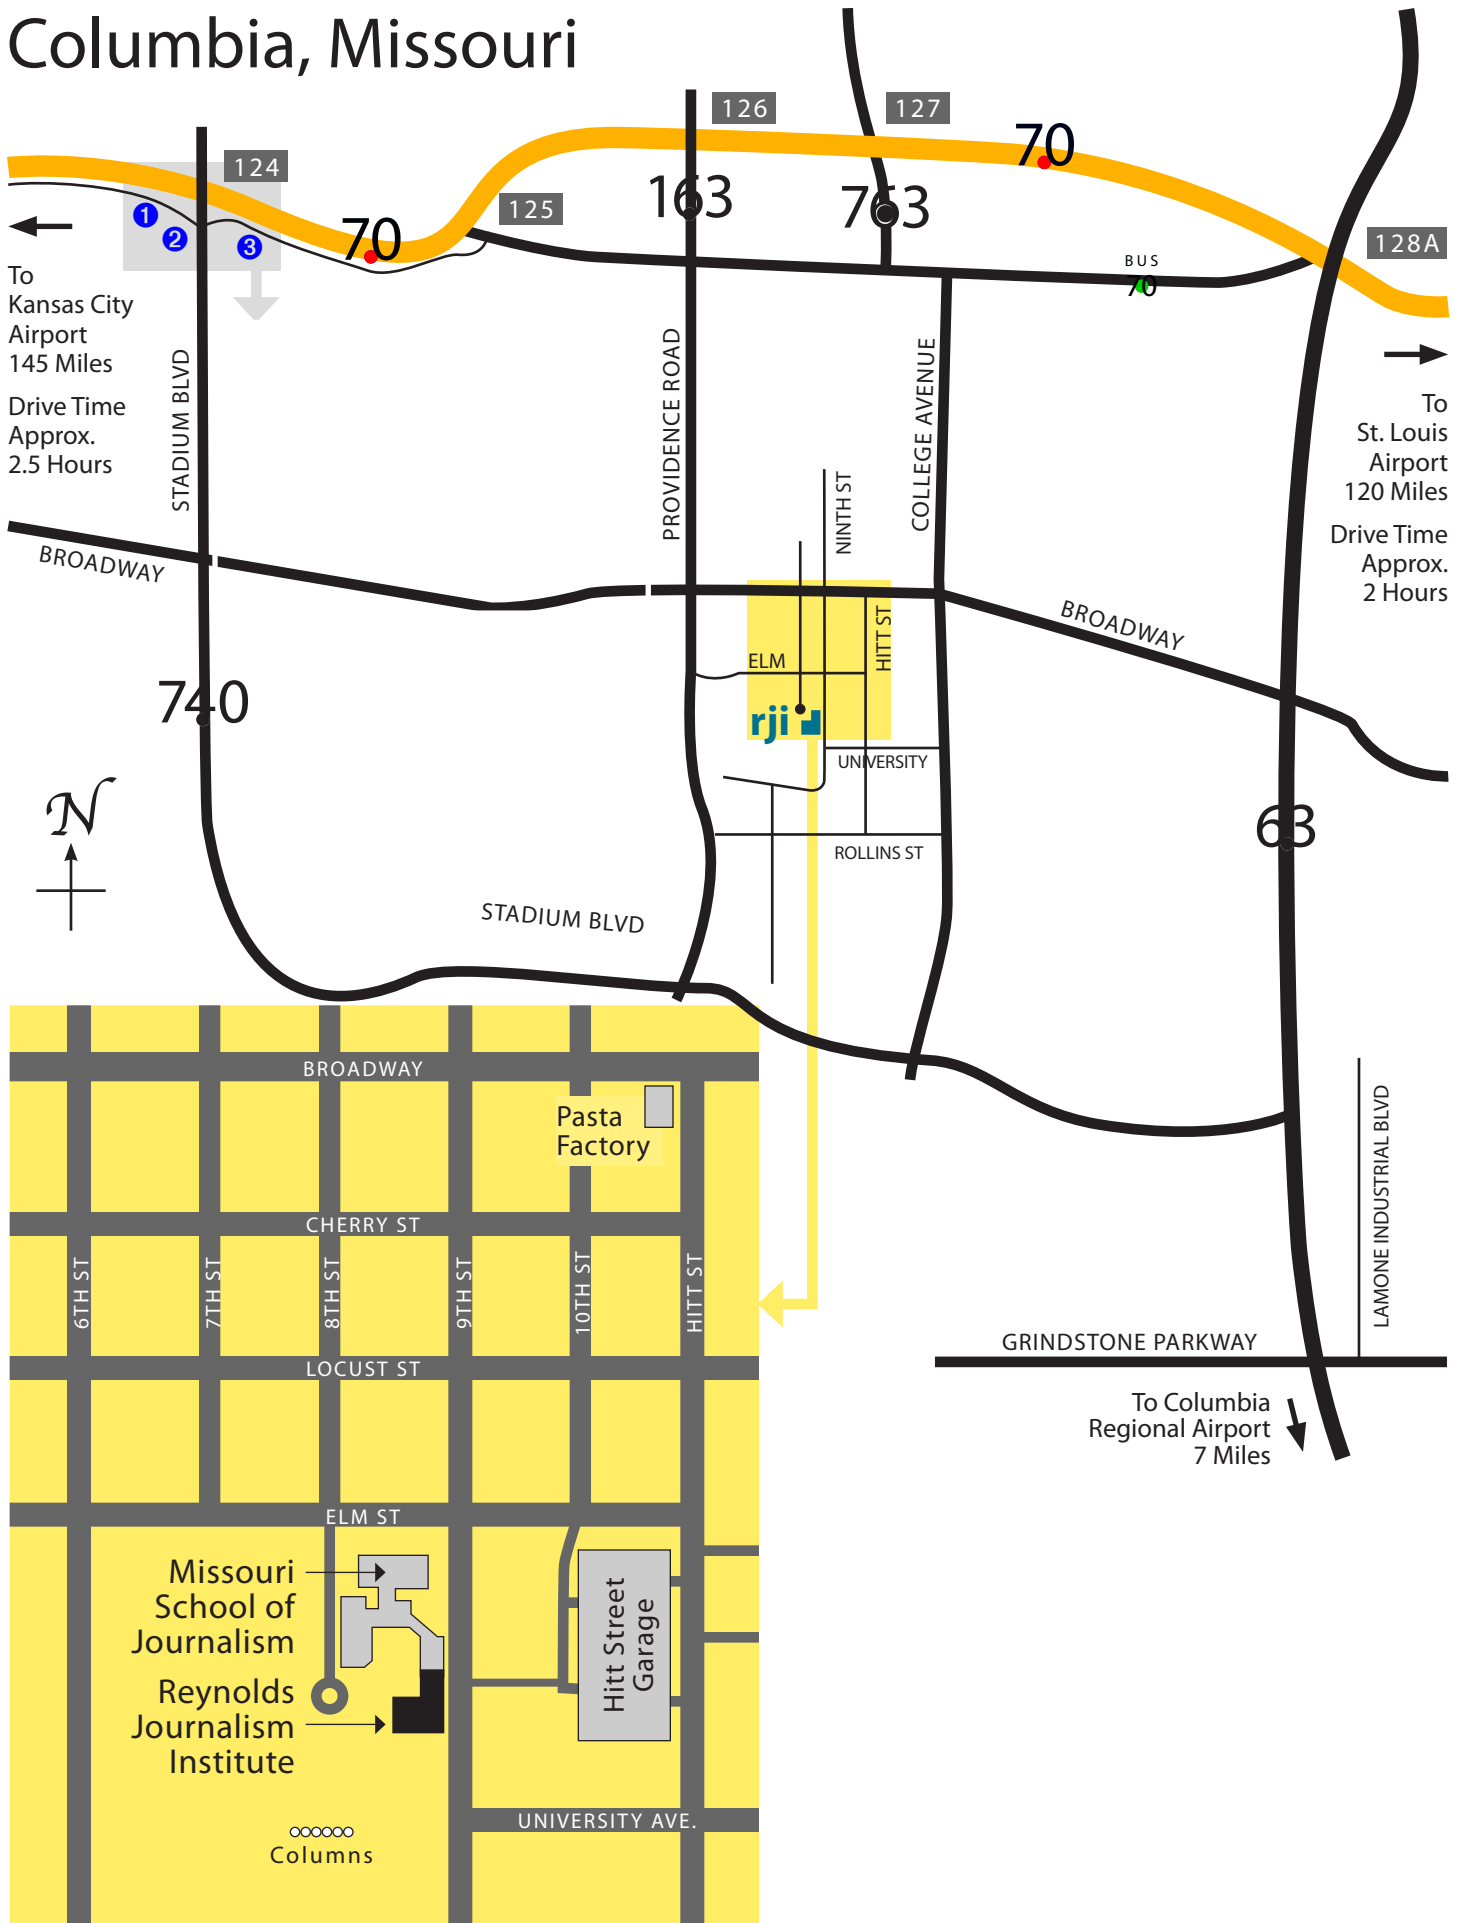 Columbia, Missouri
126
127
70
124
163
763
125
70
128A
1
2
3
BUS
70
To
Kansas City
Airport
145 Miles
Drive Time
Approx.
2.5 Hours
STADIUM BLVD
PROVIDENCE ROAD
COLLEGE AVENUE
NINTH ST
To
St. Louis
Airport
120 Miles
Drive Time
Approx.
2 Hours
BROADWAY
BROADWAY
HITT ST
ELM
740
rji
UNIVERSITY
N
63
ROLLINS ST
STADIUM BLVD
BROADWAY
Pasta
Factory
LAMONE INDUSTRIAL BLVD
CHERRY ST
6TH ST
7TH ST
8TH ST
9TH ST
10TH ST
HITT ST
GRINDSTONE PARKWAY
LOCUST ST
To Columbia
Regional Airport
7 Miles
ELM ST
Missouri
School of
Journalism
Hitt Street
Garage
Reynolds
Journalism
Institute
UNIVERSITY AVE.
Columns